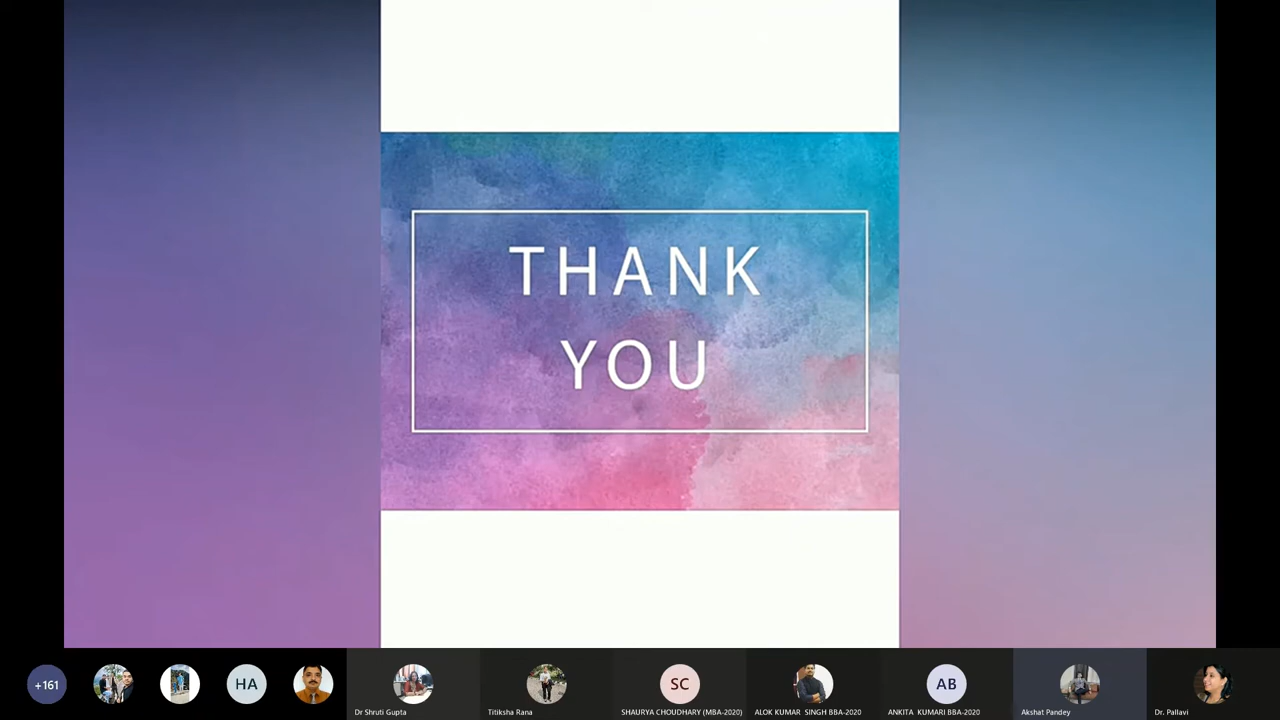 THANK
YOU
+161
HA
Dr Shruti Gupta
Titiksha Rana
SC
SHAURYA CHOUDHARY (MBA-2020)
ALOK KUMAR SINGH BBA-2020
AB
ANKITA KUMARI BBA-2020
Akshat Pandey
Dr. Pallavi